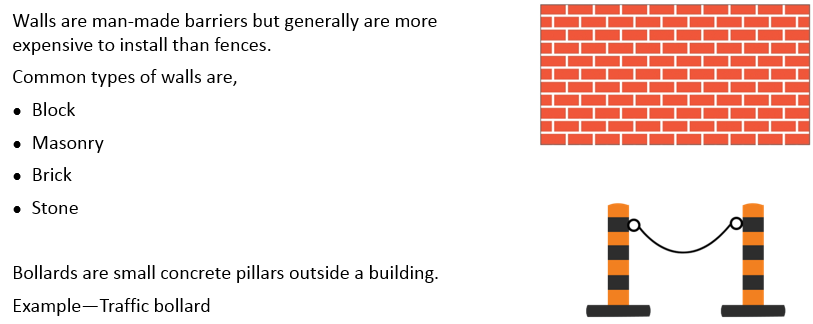 Walls are man-made barriers but generally are more
expensive to install than fences.
Common types of walls are,
● Block
● Masonry
● Brick
● Stone
Bollards are small concrete pillars outside a building.
Example—Traffic bollard